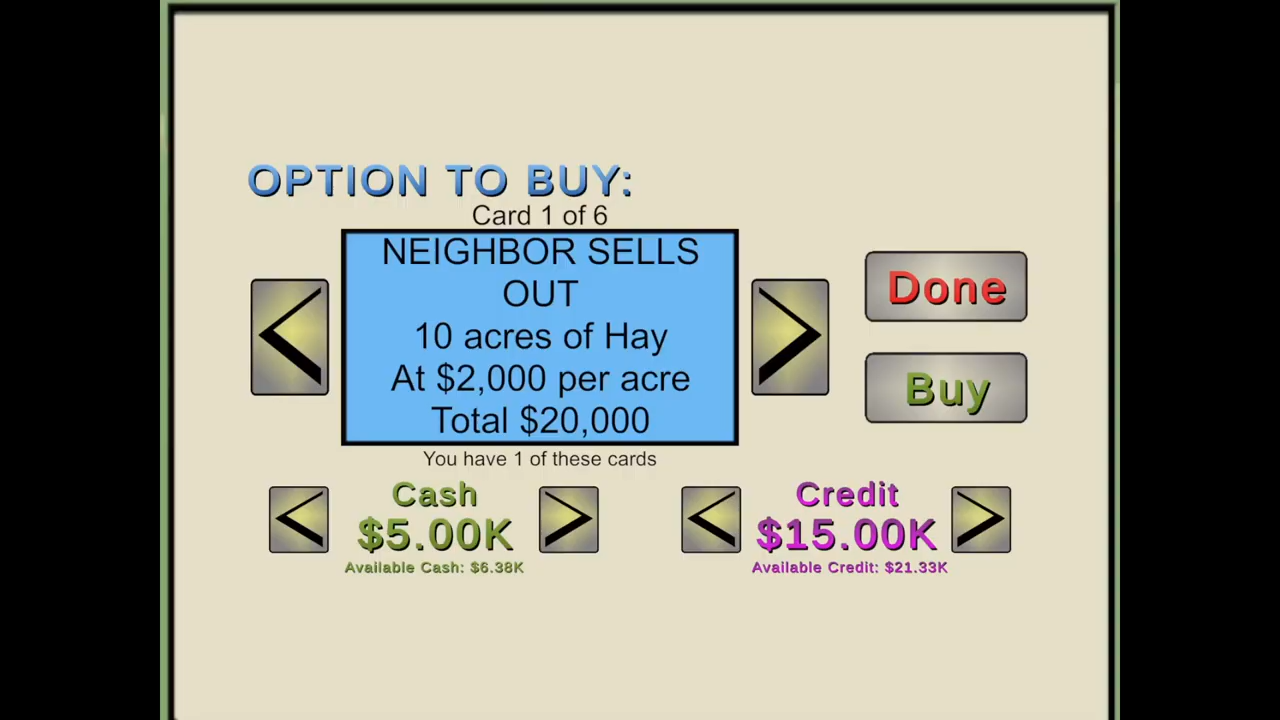 OPTION TO BUY:
Card 1 of 6
NEIGHBOR SELLS
OUT
10 acres of Hay
At $2,000 per acre
Total $20,000
You have 1 of these cards
Done
Buy
Cash
$5.00K
Available Cash: $6.38K
Credit
$15.00K
Available Credit: $21.33K